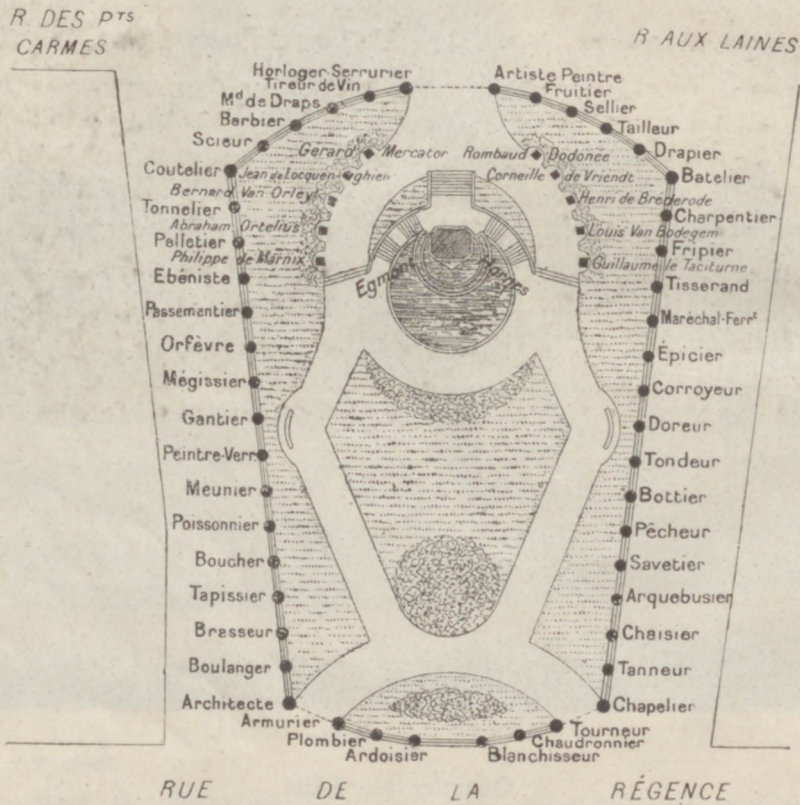 R. DES PTS
CARMES
R. AUX LAINES
Horloger-Serrurier
Tireur de Vin
Md de Draps
Barbier
Scieur
Coutelier
Tonnelier
Pelletier
Ebéniste
Passementier
Orfèvre
Mégissier
Gantier
Peintre-Verr
Meunier
Poissonnier
Boucher
Tapissier
Brasseur
Boulanger
Architecte
Armurier
Plombier
Ardoisier
Artiste Peintre
Fruitier
Sellier
Tailleur
Drapier
Batelier
Charpentier
Fripier
Tisserand
Maréchal-Ferrt
Épicier
Corroyeur
Doreur
Tondeur
Bottier
Pêcheur
Savetier
Arquebusier
Chaisier
Tanneur
Chapelier
Tourneur
Chaudronnier
Blanchisseur
Gerard Mercator
Jean de Locquenghien
Bernard Van Orley
Abraham Ortelius
Philippe de Marnix
Rombaud Dodonée
Corneille de Vriendt
Henri de Brederode
Louis Van Bodegem
Guillaume le Taciturne
Egmont Hornes
RUE DE LA RÉGENCE